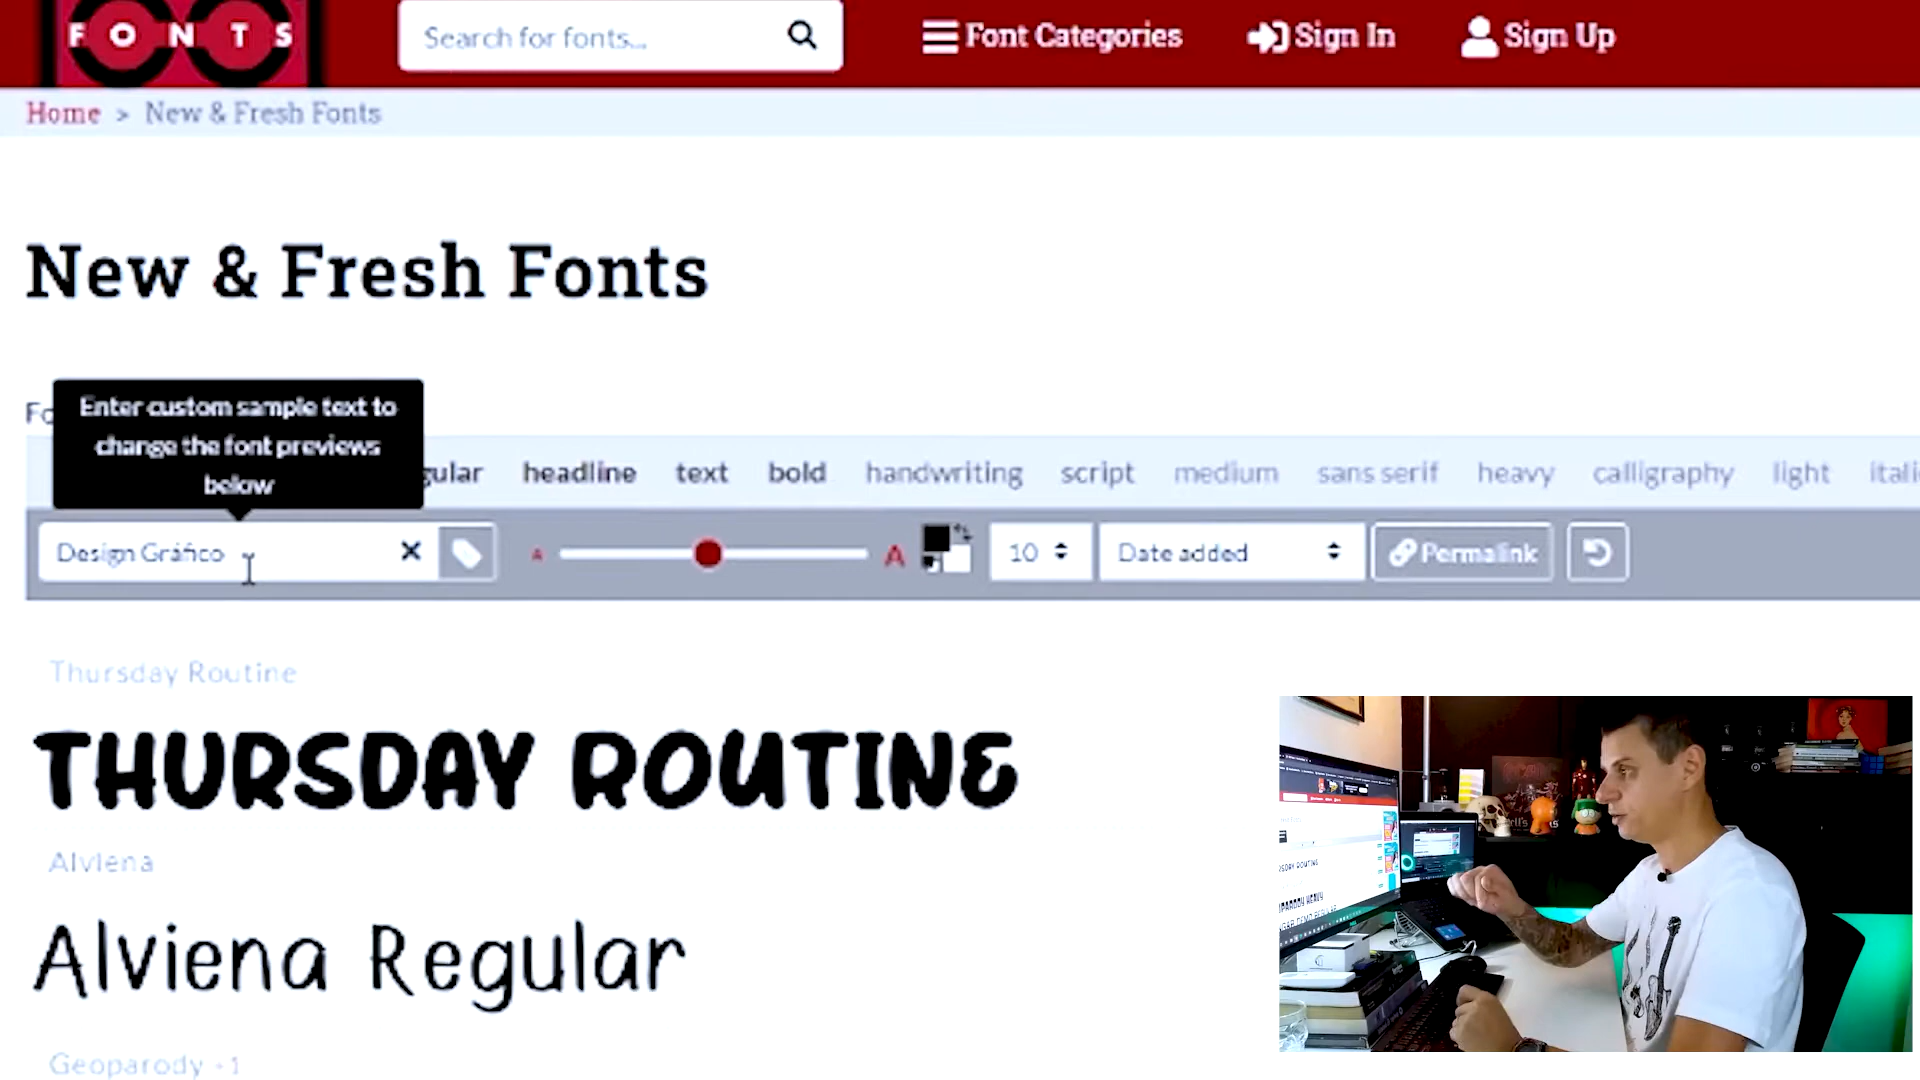 FONTS
Search for fonts...
Font Categories
Sign In
Sign Up
Home > New & Fresh Fonts
New & Fresh Fonts
Enter custom sample text to
change the font previews
below
headline text bold handwriting script medium sans serif heavy calligraphy light
Design Gráfico
A A 10 Date added Permalink
Thursday Routine
THURSDAY ROUTINE
Alviena
Alviena Regular
Geoparody +1